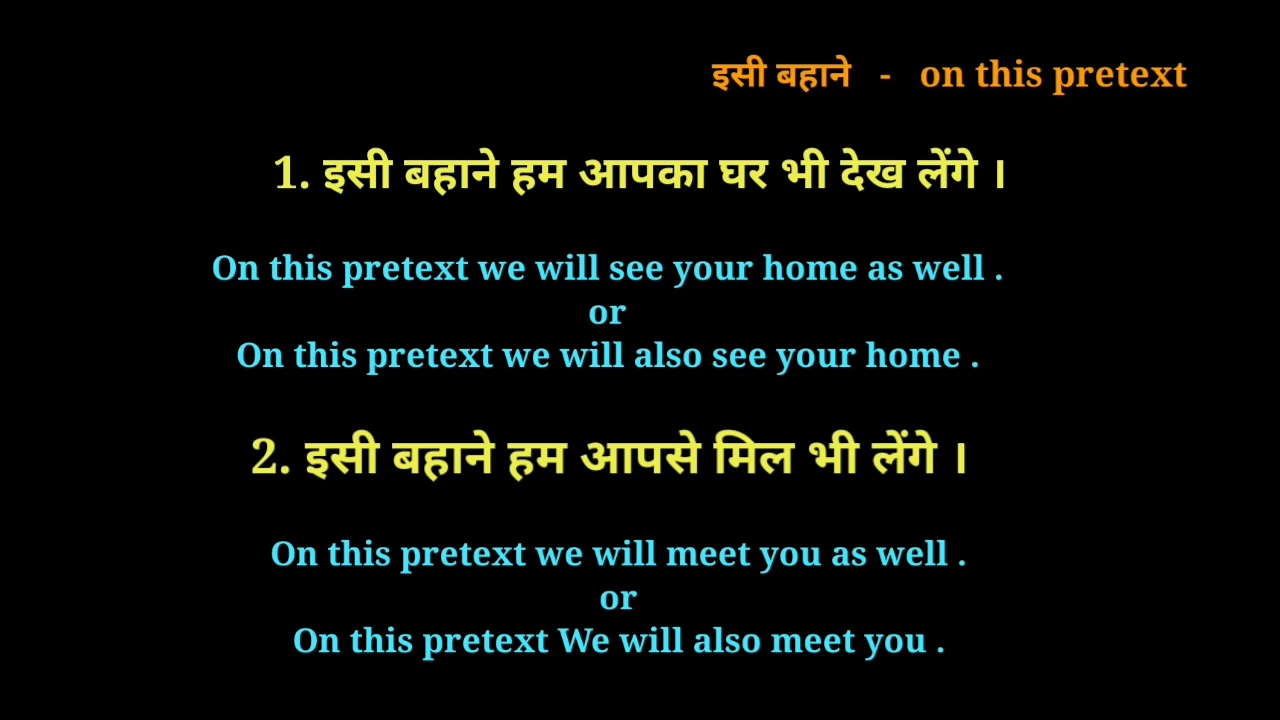 इसी बहाने - on this pretext
1. इसी बहाने हम आपका घर भी देख लेंगे ।
On this pretext we will see your home as well .
or
On this pretext we will also see your home .
2. इसी बहाने हम आपसे मिल भी लेंगे ।
On this pretext we will meet you as well .
or
On this pretext We will also meet you .